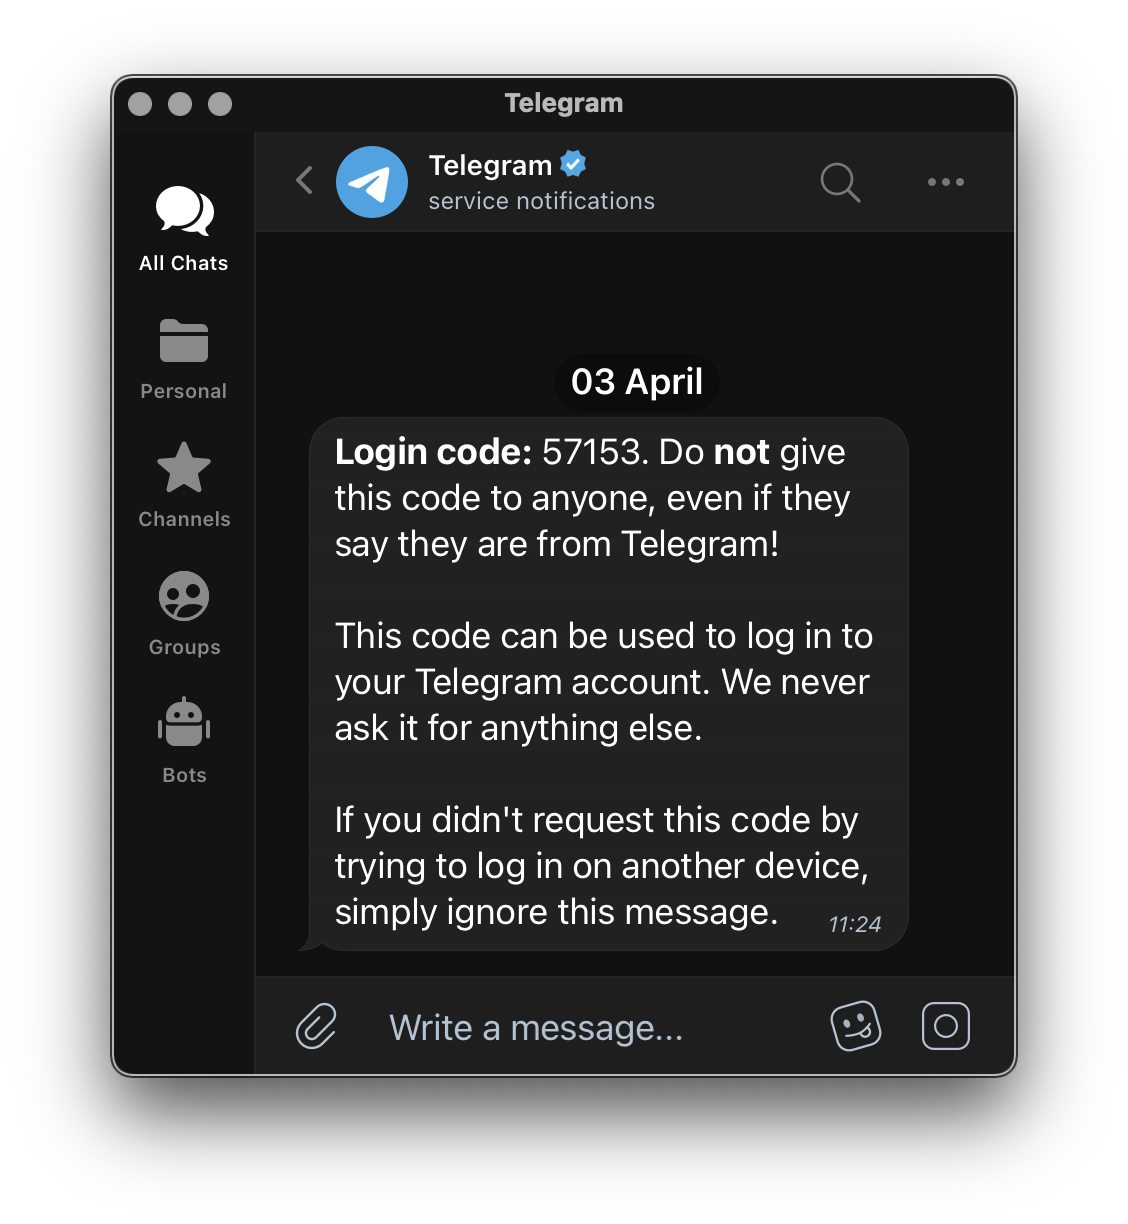 Telegram
Telegram
service notifications
All Chats
Personal
Channels
Groups
Bots
03 April
Login code: 57153. Do not give
this code to anyone, even if they
say they are from Telegram!
This code can be used to log in to
your Telegram account. We never
ask it for anything else.
If you didn't request this code by
trying to log in on another device,
simply ignore this message.
11:24
Write a message...